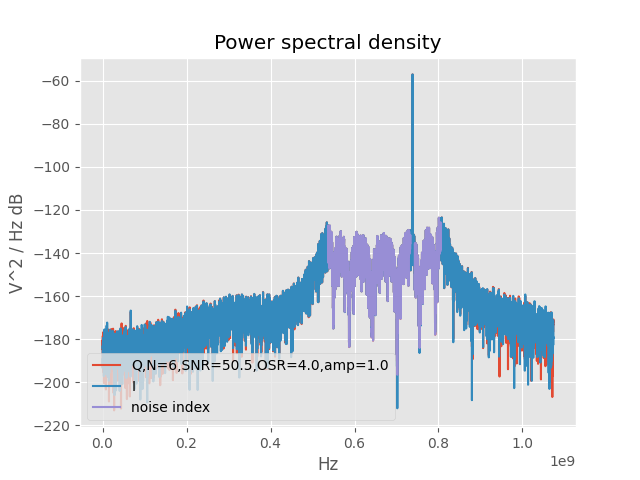 Power spectral density
V^2 / Hz dB
−60
−80
−100
−120
−140
−160
−180
−200
−220
Q,N=6,SNR=50.5,OSR=4.0,amp=1.0
I
noise index
0.0 0.2 0.4 0.6 0.8 1.0
1e9
Hz